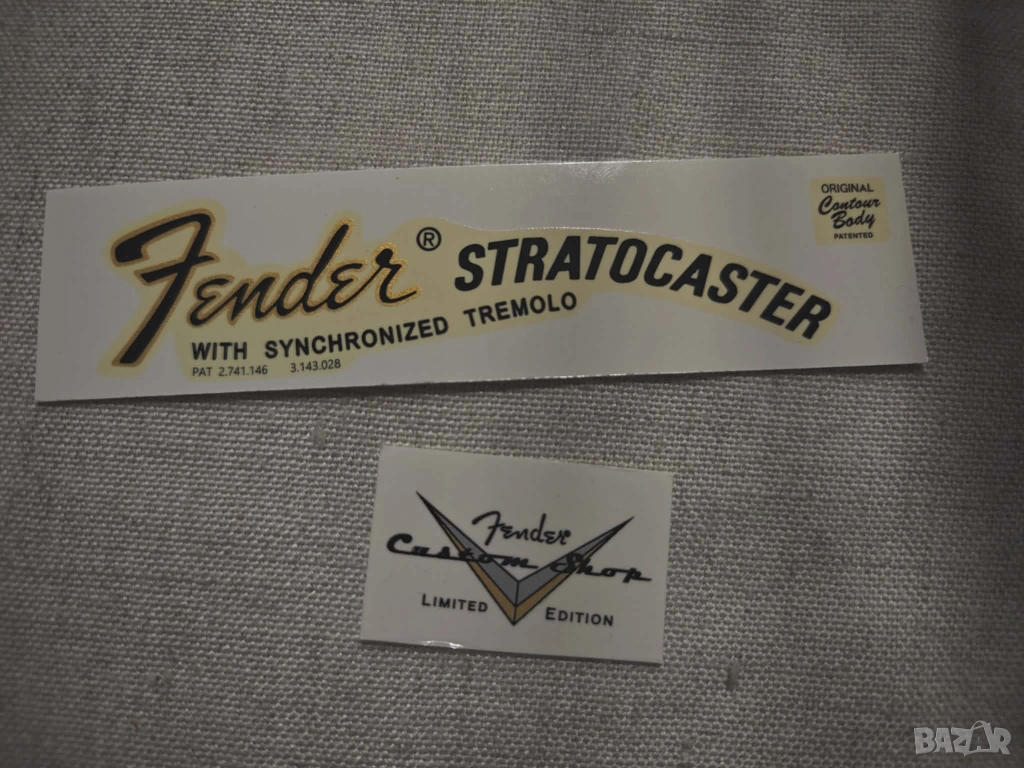 Fender® STRATOCASTER
WITH SYNCHRONIZED TREMOLO
PAT 2.741.146 3.143.028
ORIGINAL
Contour
Body
PATENTED
Fender
Custom Shop
LIMITED EDITION
BAZAR